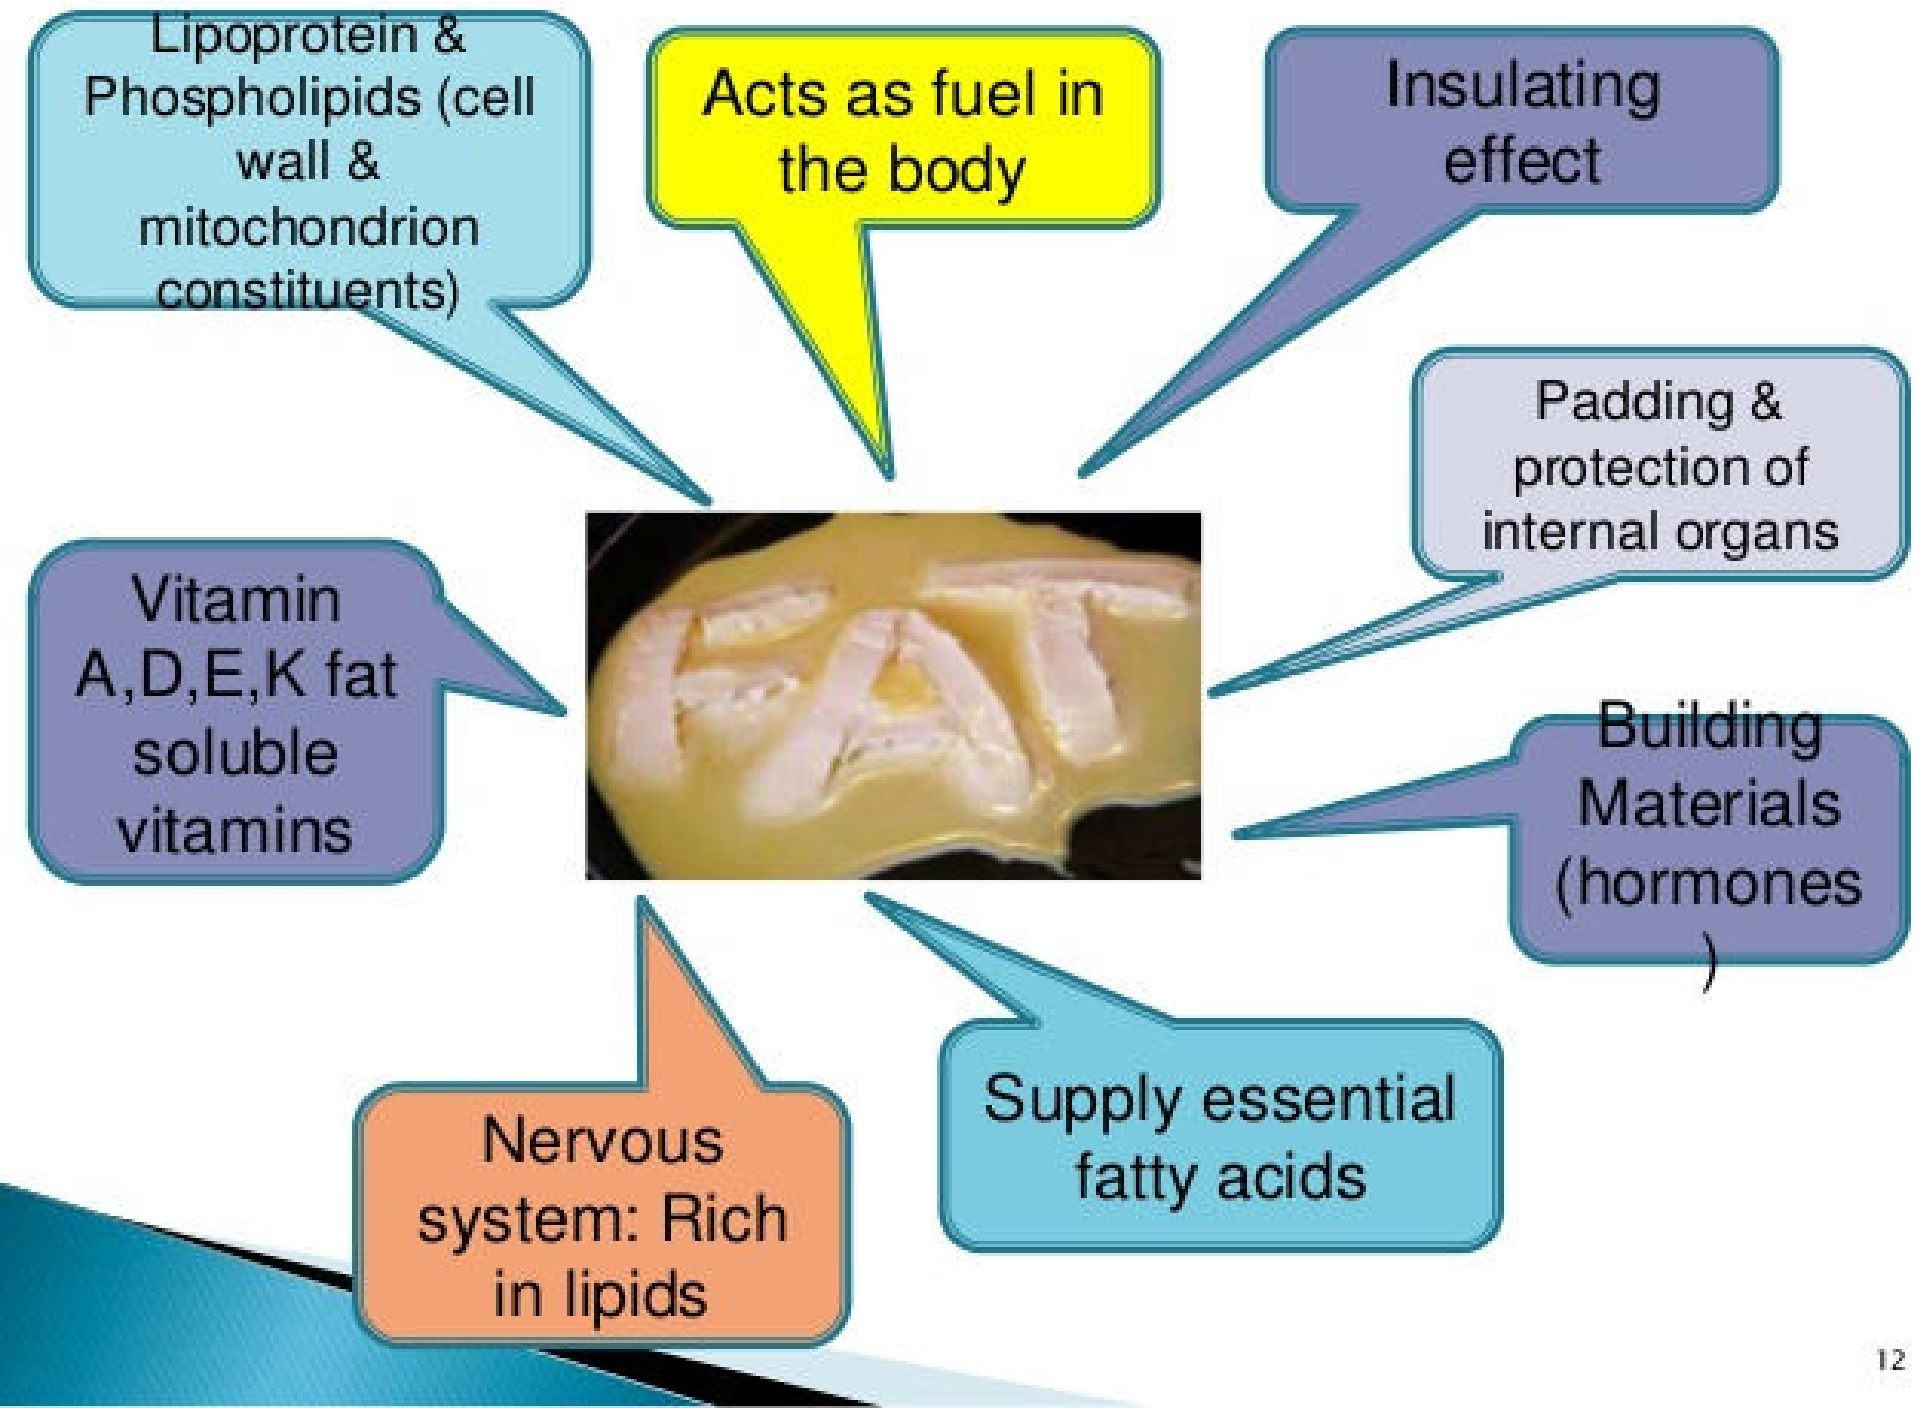 Lipoprotein &
Phospholipids (cell
wall &
mitochondrion
constituents)
Acts as fuel in
the body
Insulating
effect
Padding &
protection of
internal organs
Vitamin
A,D,E,K fat
soluble
vitamins
FAT
Building
Materials
(hormones
)
Supply essential
fatty acids
Nervous
system: Rich
in lipids
12